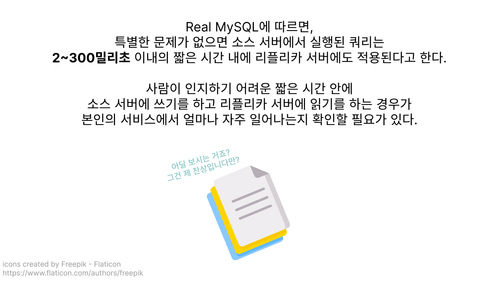 Real MySQL에 따르면,
특별한 문제가 없으면 소스 서버에서 실행된 쿼리는
2~300밀리초 이내의 짧은 시간 내에 리플리카 서버에도 적용된다고 한다.
사람이 인지하기 어려운 짧은 시간 안에
소스 서버에 쓰기를 하고 리플리카 서버에 읽기를 하는 경우가
본인의 서비스에서 얼마나 자주 일어나는지 확인할 필요가 있다.
어딜 보시는 거죠?
그건 제 잔상입니다만?
icons created by Freepik - Flaticon
https://www.flaticon.com/authors/freepik